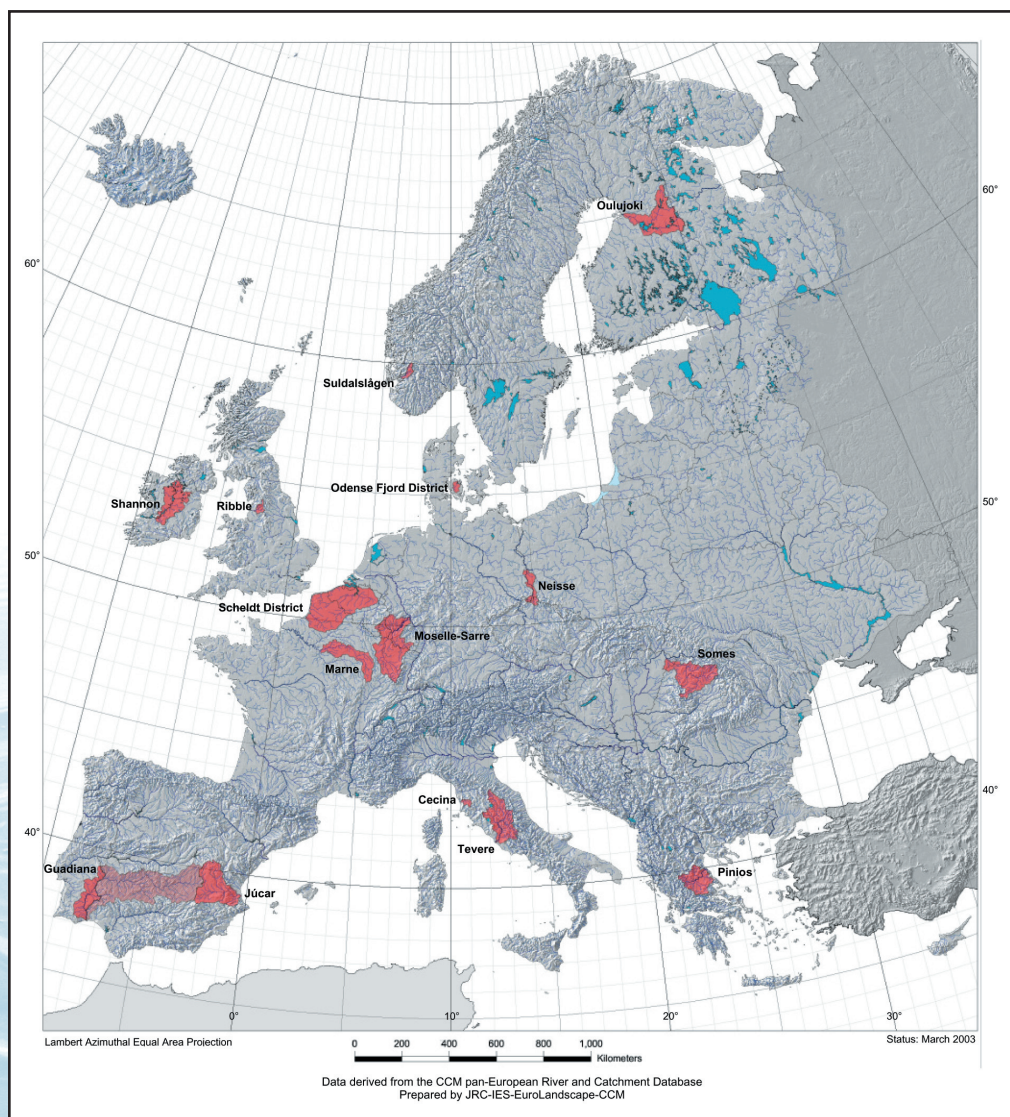 60°
Oulujoki
60°
Suldalslågen
Odense Fjord District
Shannon
Ribble
50°
50°
Neisse
Scheldt District
Moselle-Sarre
Somes
Marne
40°
Cecina
40°
Tevere
Guadiana
Pinios
Júcar
0°
10°
20°
30°
Lambert Azimuthal Equal Area Projection
Status: March 2003
0 200 400 600 800 1,000
Kilometers
Data derived from the CCM pan-European River and Catchment Database
Prepared by JRC-IES-EuroLandscape-CCM